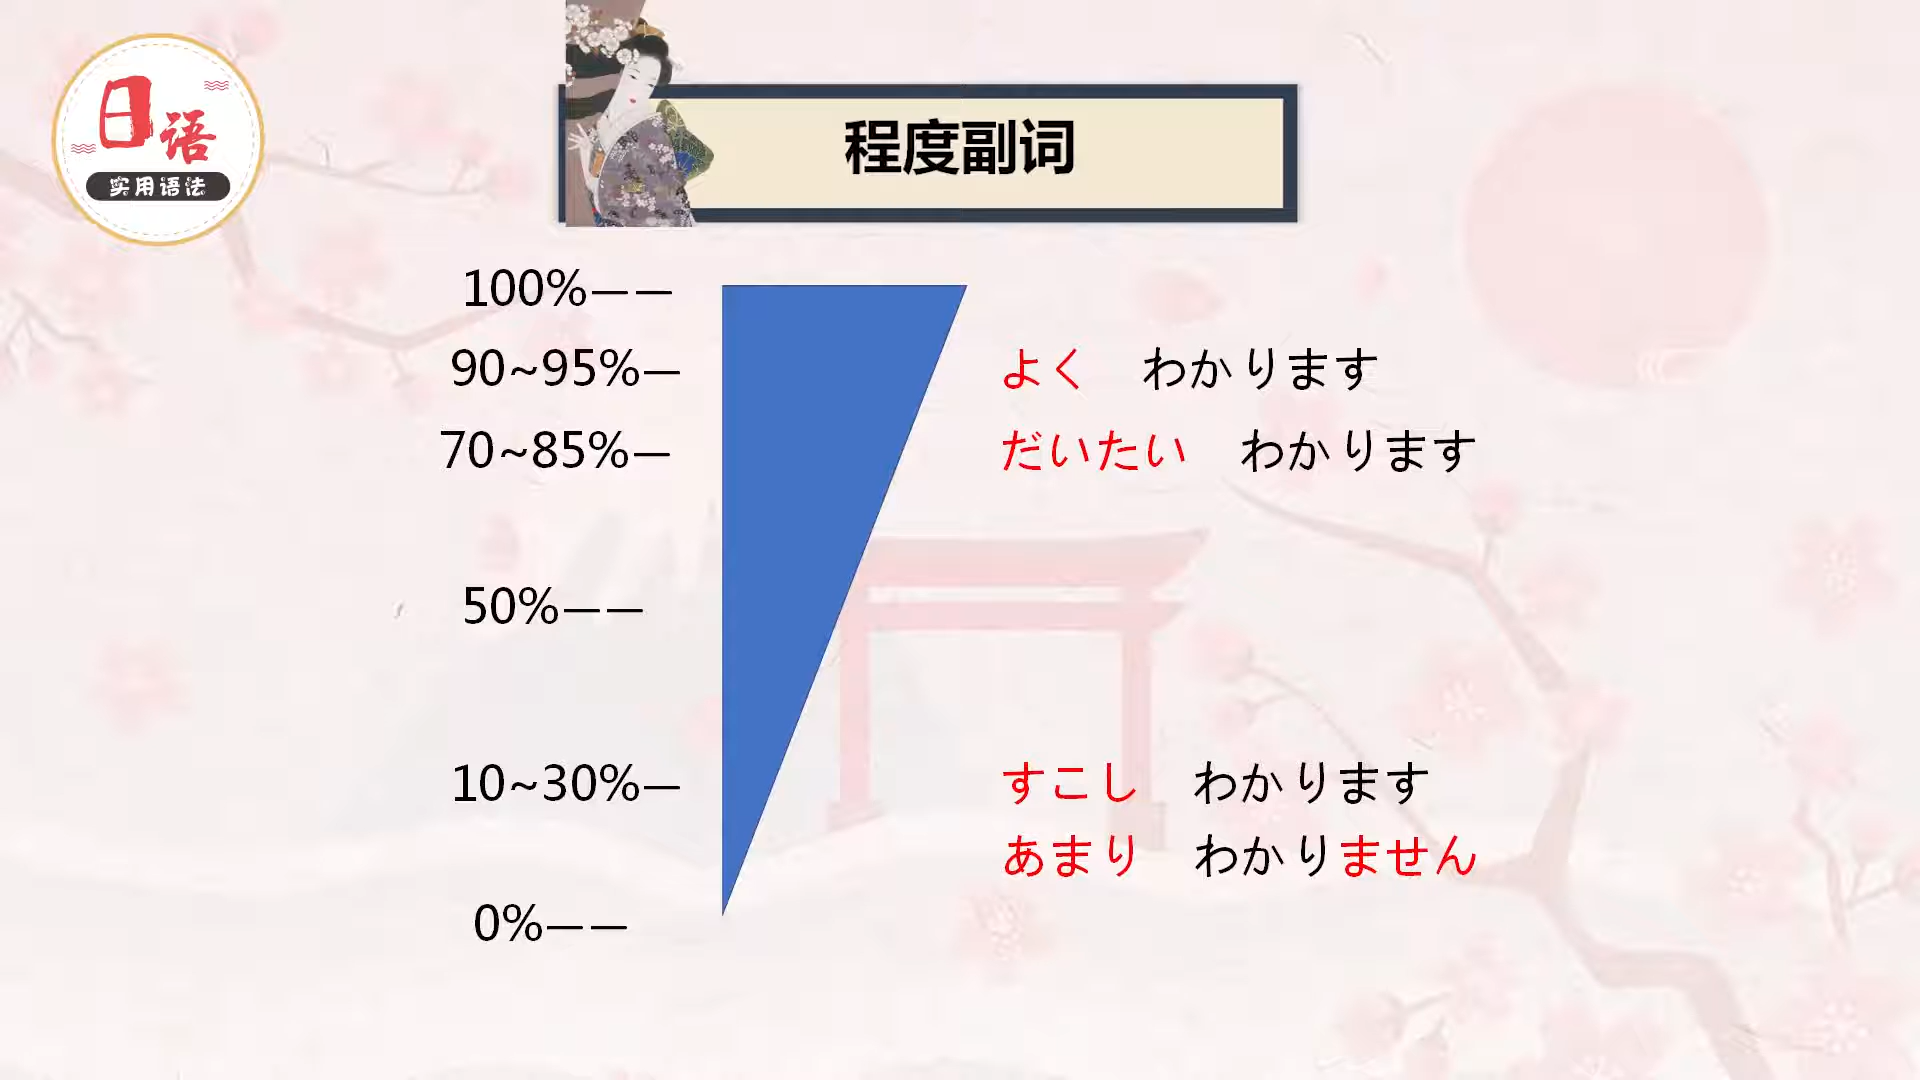 日语
实用语法
程度副词
100%——
90~95%— よく わかります
70~85%— だいたい わかります
50%——
10~30%— すこし わかります
あまり わかりません
0%——